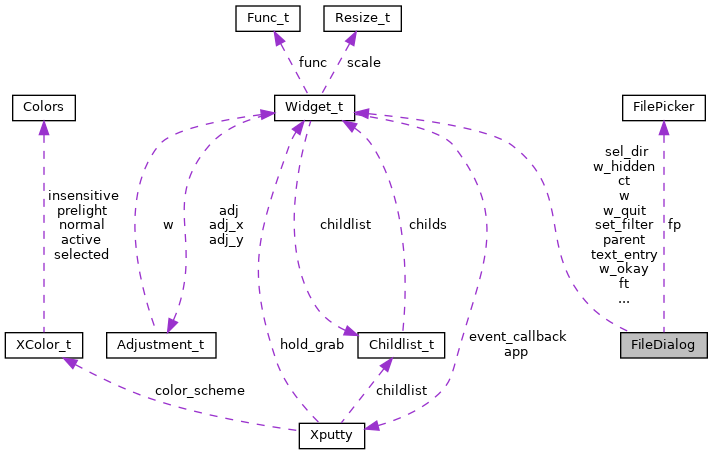 Func_t
Resize_t
func
scale
Colors
Widget_t
FilePicker
insensitive
prelight
normal
active
selected
w
adj
adj_x
adj_y
childlist
childs
sel_dir
w_hidden
ct
w
w_quit
set_filter
parent
text_entry
w_okay
ft
...
fp
XColor_t
Adjustment_t
hold_grab
Childlist_t
event_callback
app
FileDialog
color_scheme
childlist
Xputty